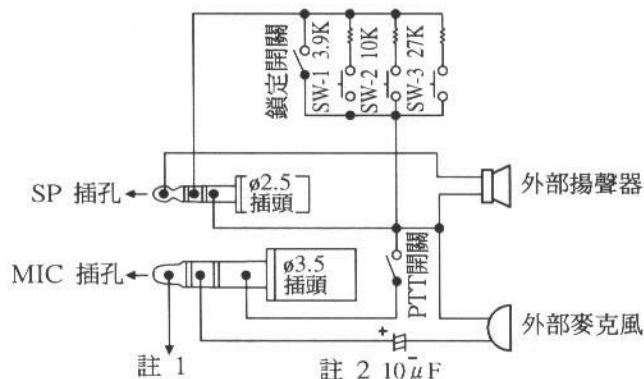 鎖定開關
SW-1 3.9K
SW-2 10K
SW-3 27K
SP 插孔
ø2.5
插頭
外部揚聲器
MIC 插孔
ø3.5
插頭
PTT開關
外部麥克風
註 1
註 2 10μF
+
-